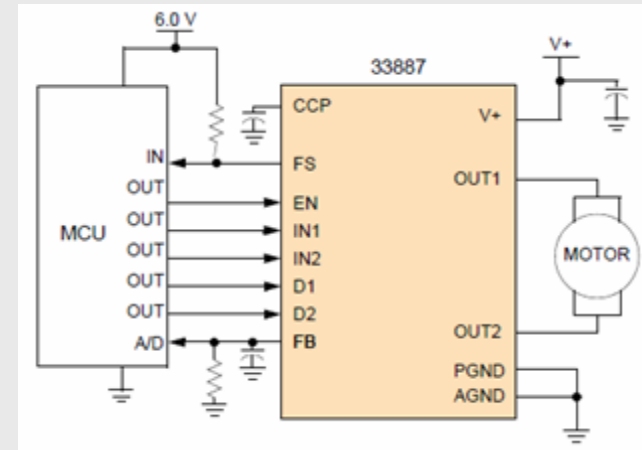 6.0 V
V+
33887
CCP
V+
IN
FS
OUT
OUT1
EN
OUT
IN1
MCU
OUT
IN2
MOTOR
OUT
D1
OUT
D2
OUT2
A/D
FB
PGND
AGND